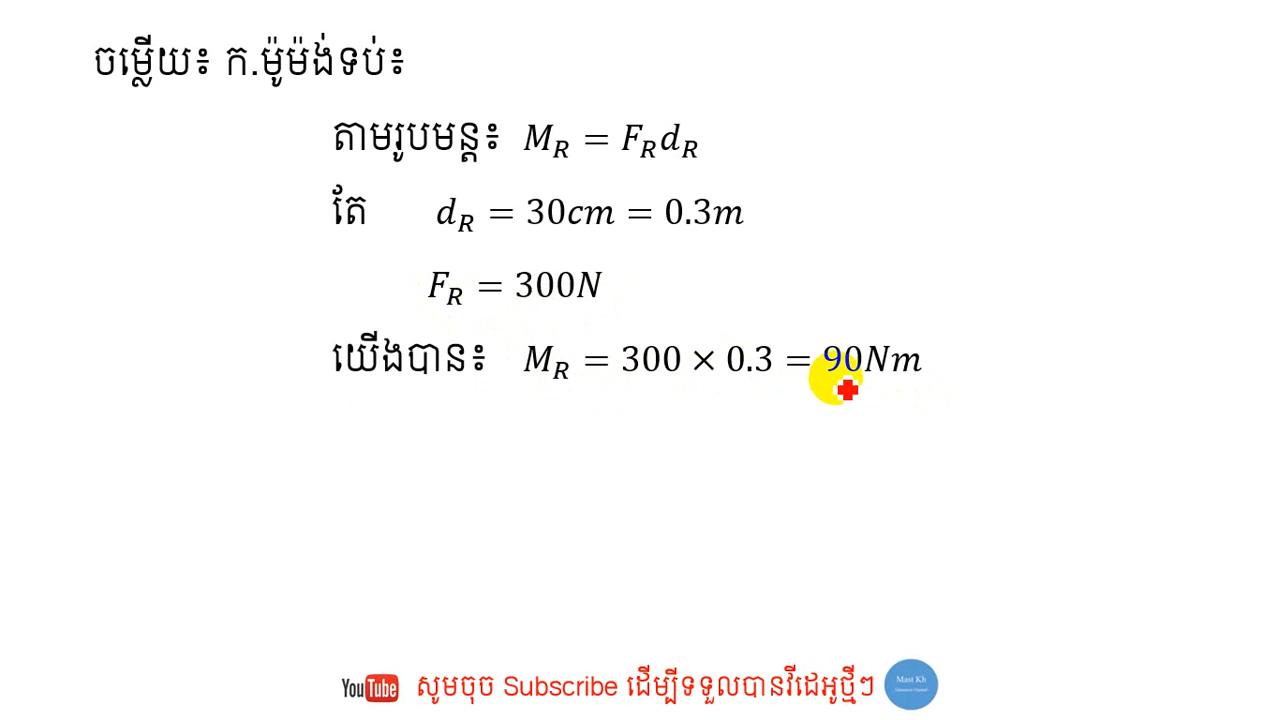 ចម្លើយ៖ ក.ម៉ូម៉ង់ទប់៖
តាមរូបមន្ត៖ M_R = F_R d_R
តែ d_R = 30cm = 0.3m
F_R = 300N
យើងបាន៖ M_R = 300 × 0.3 = 90Nm
YouTube សូមចុច Subscribe ដើម្បីទទួលបានវីដេអូថ្មីៗ Mast Kh